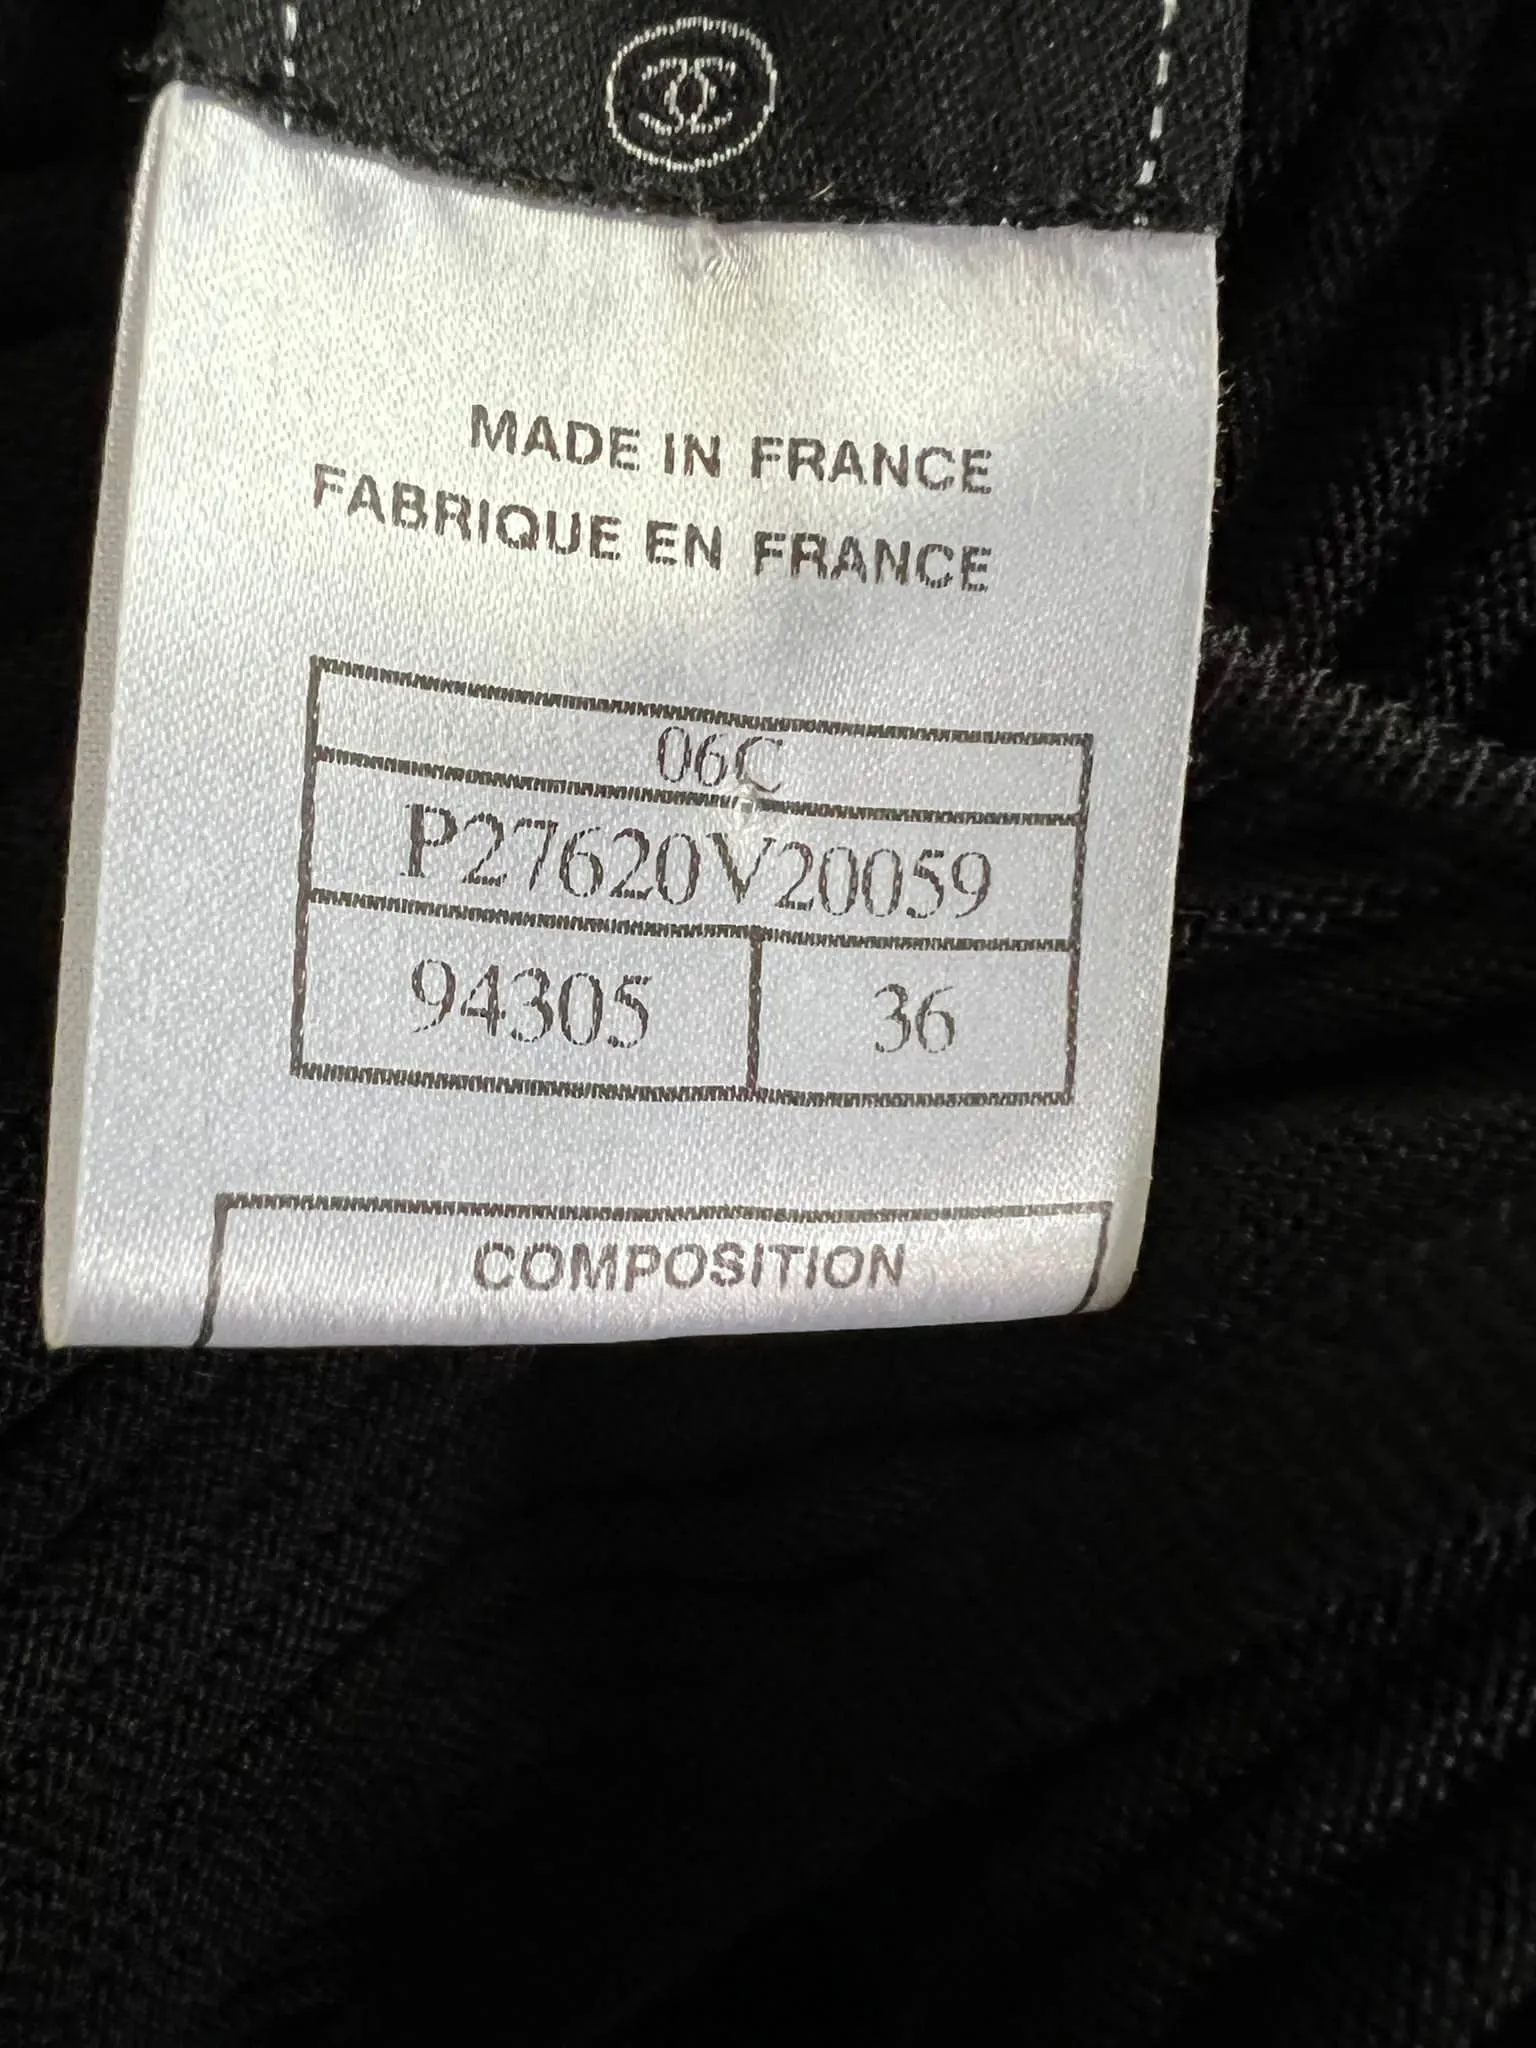 MADE IN FRANCE
FABRIQUE EN FRANCE
06C
P27620V20059
94305 36
COMPOSITION